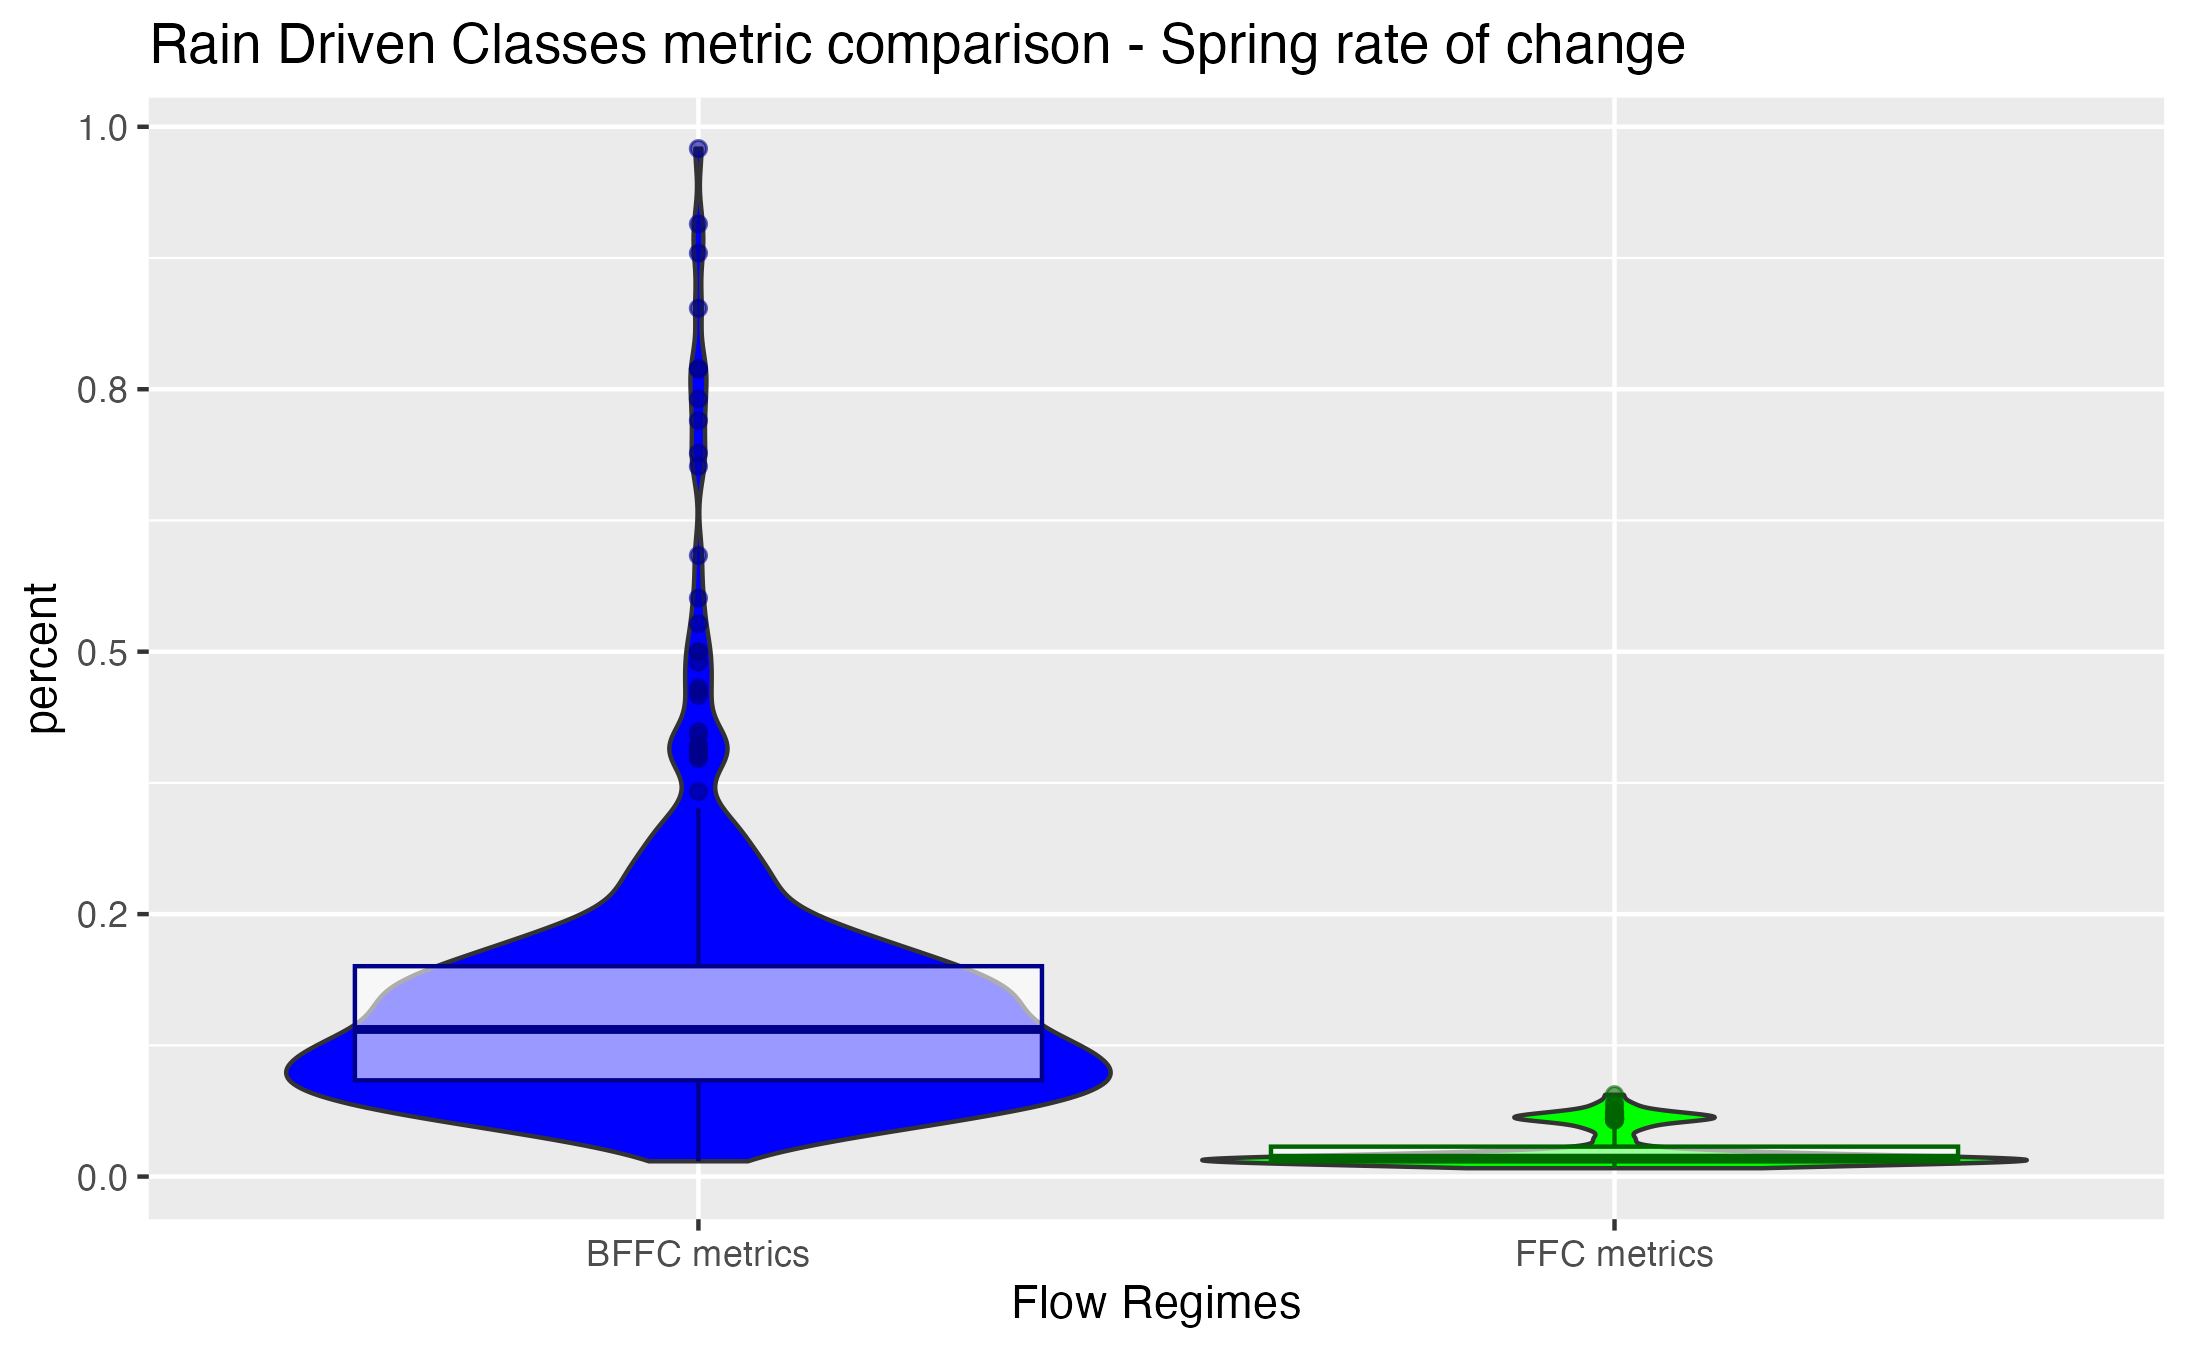 Rain Driven Classes metric comparison - Spring rate of change
1.0
0.8
0.5
0.2
0.0
percent
BFFC metrics
FFC metrics
Flow Regimes